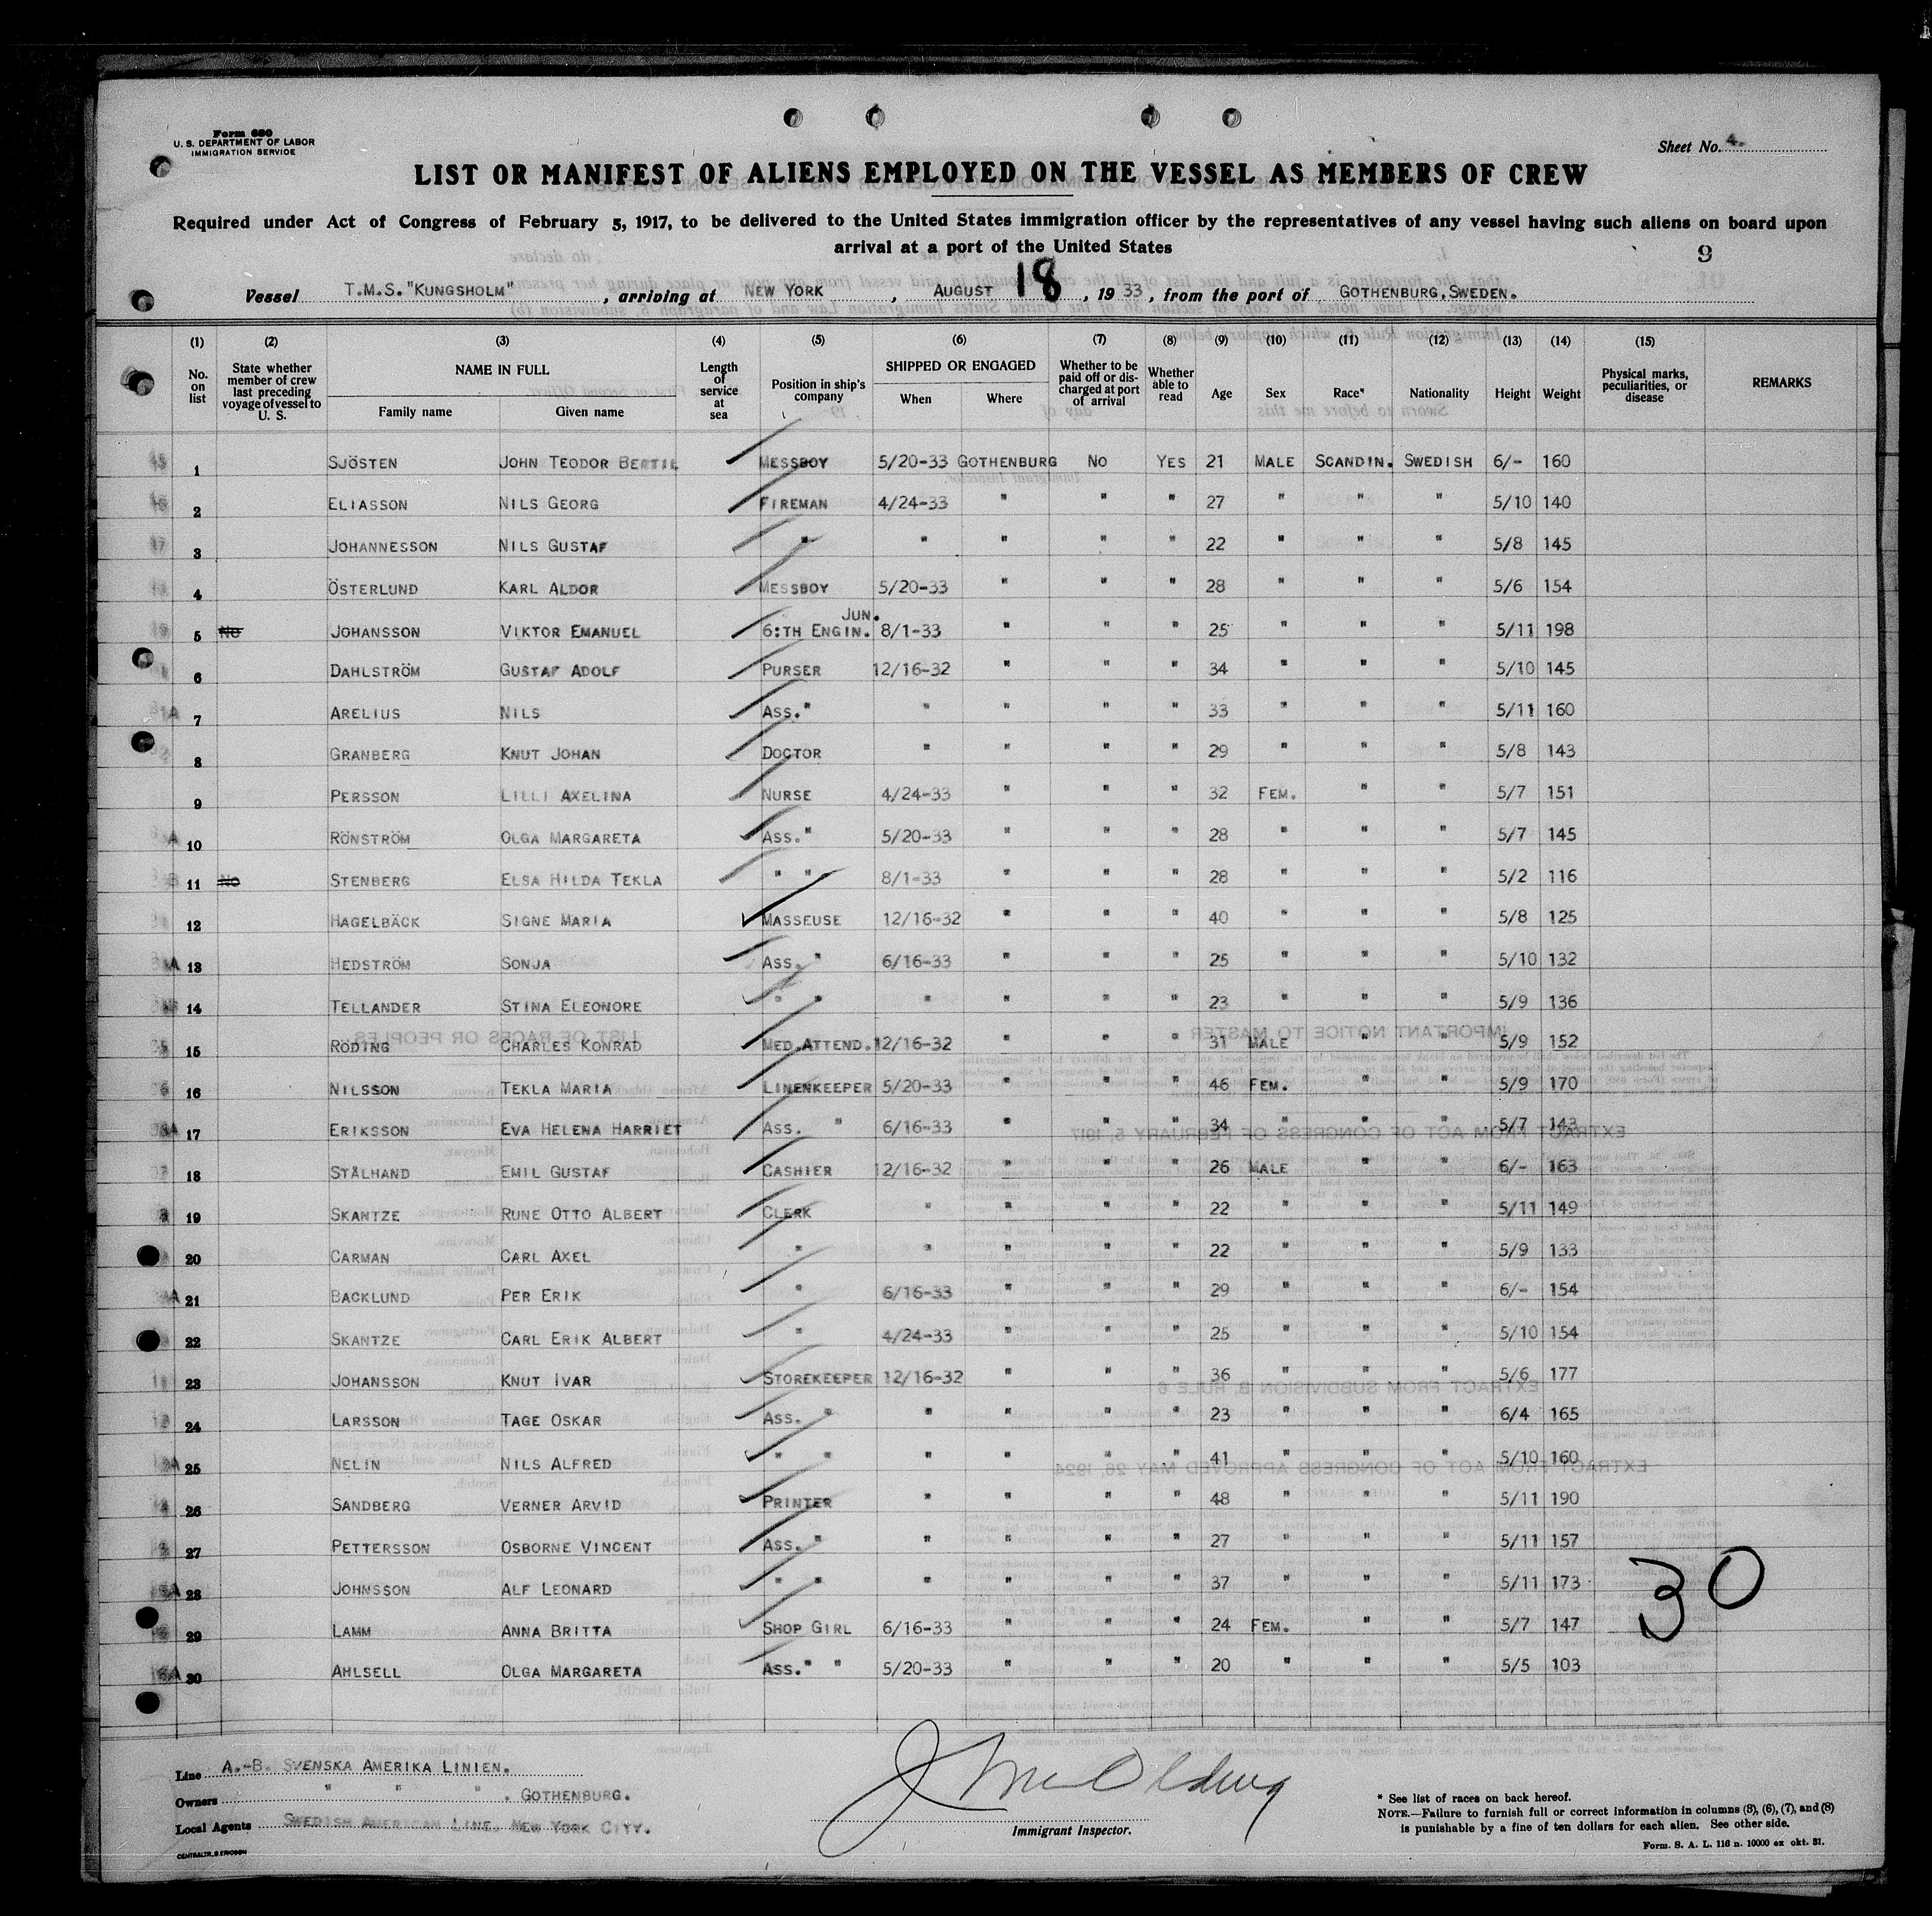 Form 680
U. S. DEPARTMENT OF LABOR
IMMIGRATION SERVICE
Sheet No. 4.
LIST OR MANIFEST OF ALIENS EMPLOYED ON THE VESSEL AS MEMBERS OF CREW
Required under Act of Congress of February 5, 1917, to be delivered to the United States immigration officer by the representatives of any vessel having such aliens on board upon
arrival at a port of the United States
9
Vessel T.M.S. "KUNGSHOLM", arriving at NEW YORK, AUGUST 18, 1933, from the port of GOTHENBURG, SWEDEN.
(1) (2) (3) (4) (5) (6) (7) (8) (9) (10) (11) (12) (13) (14) (15)
No. on list | State whether member of crew last preceding voyage of vessel to U. S. | NAME IN FULL | Family name | Given name | Length of service at sea | Position in ship's company | SHIPPED OR ENGAGED | When | Where | Whether to be paid off or discharged at port of arrival | Whether able to read | Age | Sex | Race* | Nationality | Height | Weight | Physical marks, peculiarities, or disease | REMARKS
1 SJÖSTEN JOHN TEODOR BERTIL MESSBOY 5/20-33 GOTHENBURG NO YES 21 MALE SCANDIN. SWEDISH 6/- 160
2 ELIASSON NILS GEORG FIREMAN 4/24-33 " " " 27 " " " 5/10 140
3 JOHANNESSON NILS GUSTAF " " " " " 22 " " " 5/8 145
4 ÖSTERLUND KARL ALDOR MESSBOY 5/20-33 " " " 28 " " " 5/6 154
5 No JOHANSSON VIKTOR EMANUEL JUN. 6:TH ENGIN. 8/1-33 " " " 25 " " " 5/11 198
6 DAHLSTRÖM GUSTAF ADOLF PURSER 12/16-32 " " " 34 " " " 5/10 145
7 ARELIUS NILS ASS. " " " " " 33 " " " 5/11 160
8 GRANBERG KNUT JOHAN DOCTOR " " " " 29 " " " 5/8 143
9 PERSSON LILLI AXELINA NURSE 4/24-33 " " " 32 FEM. " " 5/7 151
10 RÖNSTRÖM OLGA MARGARETA ASS. " 5/20-33 " " " 28 " " " 5/7 145
11 No STENBERG ELSA HILDA TEKLA " " 8/1-33 " " " 28 " " " 5/2 116
12 HAGELBÄCK SIGNE MARIA MASSEUSE 12/16-32 " " " 40 " " " 5/8 125
13 HEDSTRÖM SONJA ASS. " 6/16-33 " " " 25 " " " 5/10 132
14 TELLANDER STINA ELEONORE " " " " " " 23 " " " 5/9 136
15 RÖDING CHARLES KONRAD MED.ATTEND. 12/16-32 " " " 31 MALE " " 5/9 152
16 NILSSON TEKLA MARIA LINENKEEPER 5/20-33 " " " 46 FEM. " " 5/9 170
17 ERIKSSON EVA HELENA HARRIET ASS. " 6/16-33 " " " 34 " " " 5/7 143
18 STÅLHAND EMIL GUSTAF CASHIER 12/16-32 " " " 26 MALE " " 6/- 163
19 SKANTZE RUNE OTTO ALBERT CLERK " " " " 22 " " " 5/11 149
20 CARMAN CARL AXEL " " " " " 22 " " " 5/9 133
21 BACKLUND PER ERIK " 6/16-33 " " " 29 " " " 6/- 154
22 SKANTZE CARL ERIK ALBERT " 4/24-33 " " " 25 " " " 5/10 154
23 JOHANSSON KNUT IVAR STOREKEEPER 12/16-32 " " " 36 " " " 5/6 177
24 LARSSON TAGE OSKAR ASS. " " " " " 23 " " " 6/4 165
25 NELIN NILS ALFRED " " " " " " 41 " " " 5/10 160
26 SANDBERG VERNER ARVID PRINTER " " " " 48 " " " 5/11 190
27 PETTERSSON OSBORNE VINCENT ASS. " " " " " 27 " " " 5/11 157
28 JOHNSSON ALF LEONARD " " " " " " 37 " " " 5/11 173
29 LAMM ANNA BRITTA SHOP GIRL 6/16-33 " " " 24 FEM. " " 5/7 147
30 AHLSELL OLGA MARGARETA ASS. " " 5/20-33 " " " 20 " " " 5/5 103
30
Line A.-B. SVENSKA AMERIKA LINIEN.
Owners " " " . GOTHENBURG.
Local Agents SWEDISH AMERICAN LINE. NEW YORK CITY.
CENTRALTR., G. ERICSON
Immigrant Inspector.
* See list of races on back hereof.
NOTE.—Failure to furnish full or correct information in columns (3), (6), (7), and (8)
is punishable by a fine of ten dollars for each alien. See other side.
Form. S. A. L. 116 n. 10000 ex okt. 31.